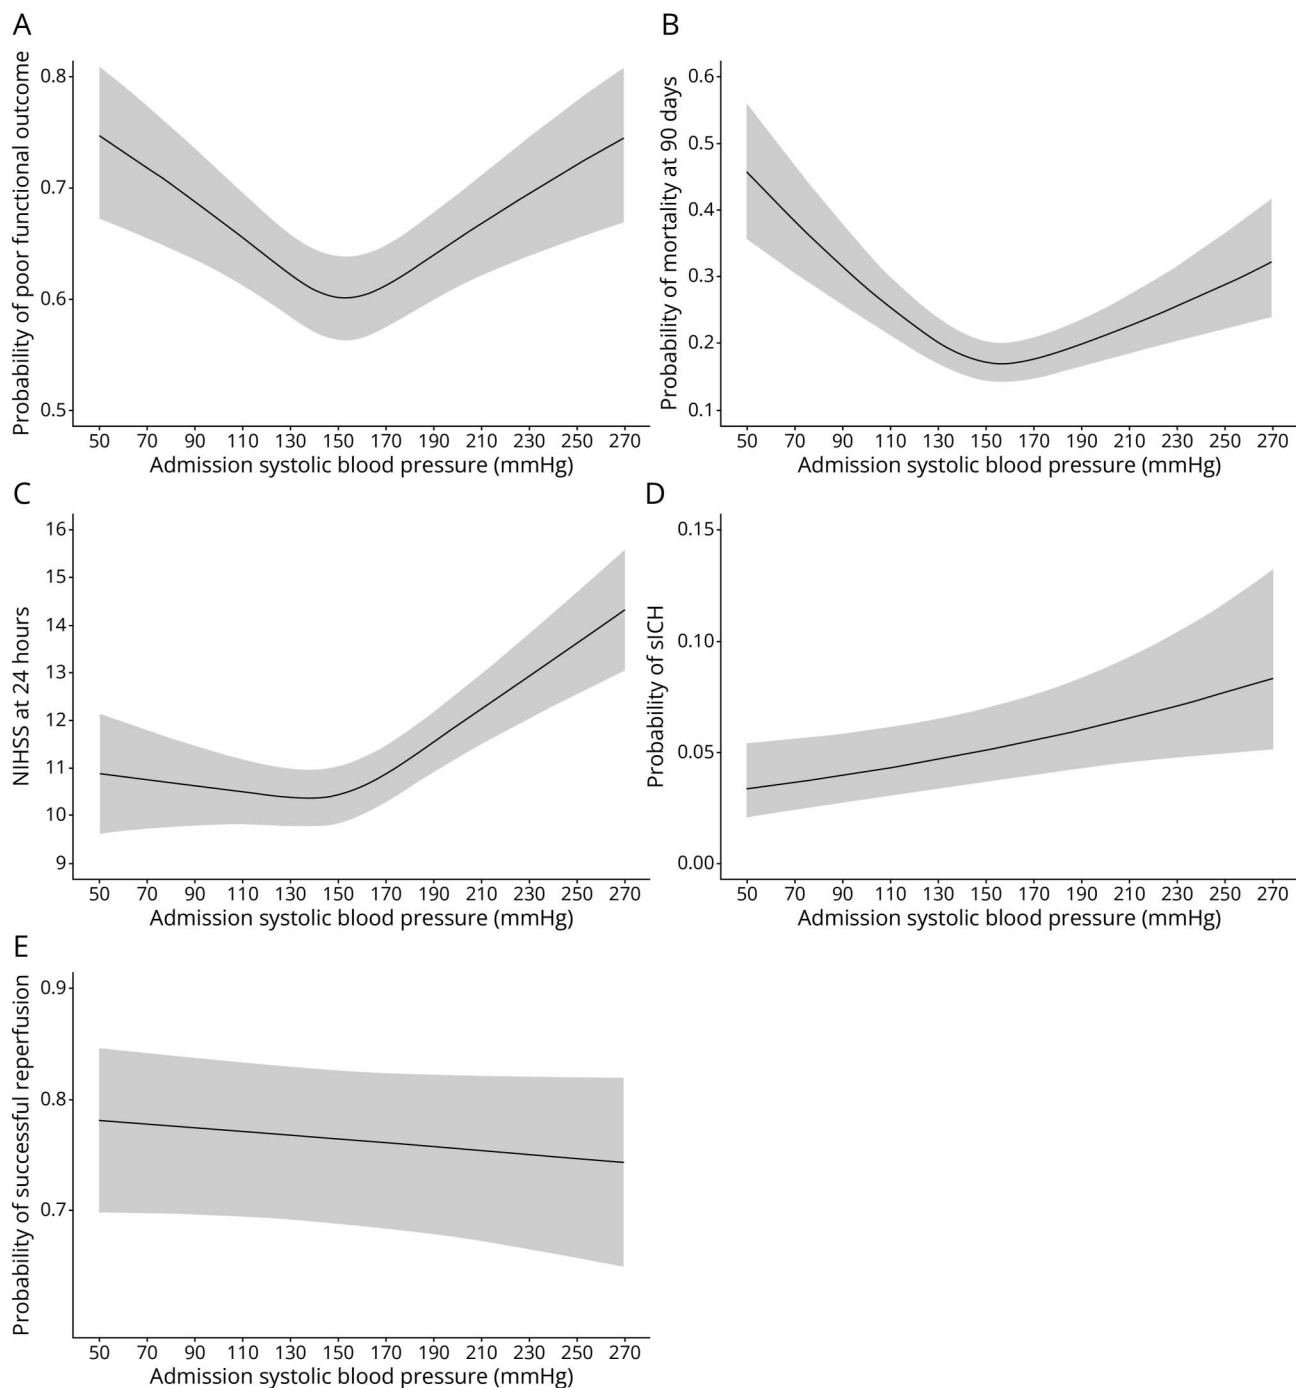 A
Probability of poor functional outcome
0.8
0.7
0.6
0.5
50 70 90 110 130 150 170 190 210 230 250 270
Admission systolic blood pressure (mmHg)
B
Probability of mortality at 90 days
0.6
0.5
0.4
0.3
0.2
0.1
50 70 90 110 130 150 170 190 210 230 250 270
Admission systolic blood pressure (mmHg)
C
NIHSS at 24 hours
16
15
14
13
12
11
10
9
50 70 90 110 130 150 170 190 210 230 250 270
Admission systolic blood pressure (mmHg)
D
Probability of sICH
0.15
0.10
0.05
0.00
50 70 90 110 130 150 170 190 210 230 250 270
Admission systolic blood pressure (mmHg)
E
Probability of successful reperfusion
0.9
0.8
0.7
50 70 90 110 130 150 170 190 210 230 250 270
Admission systolic blood pressure (mmHg)